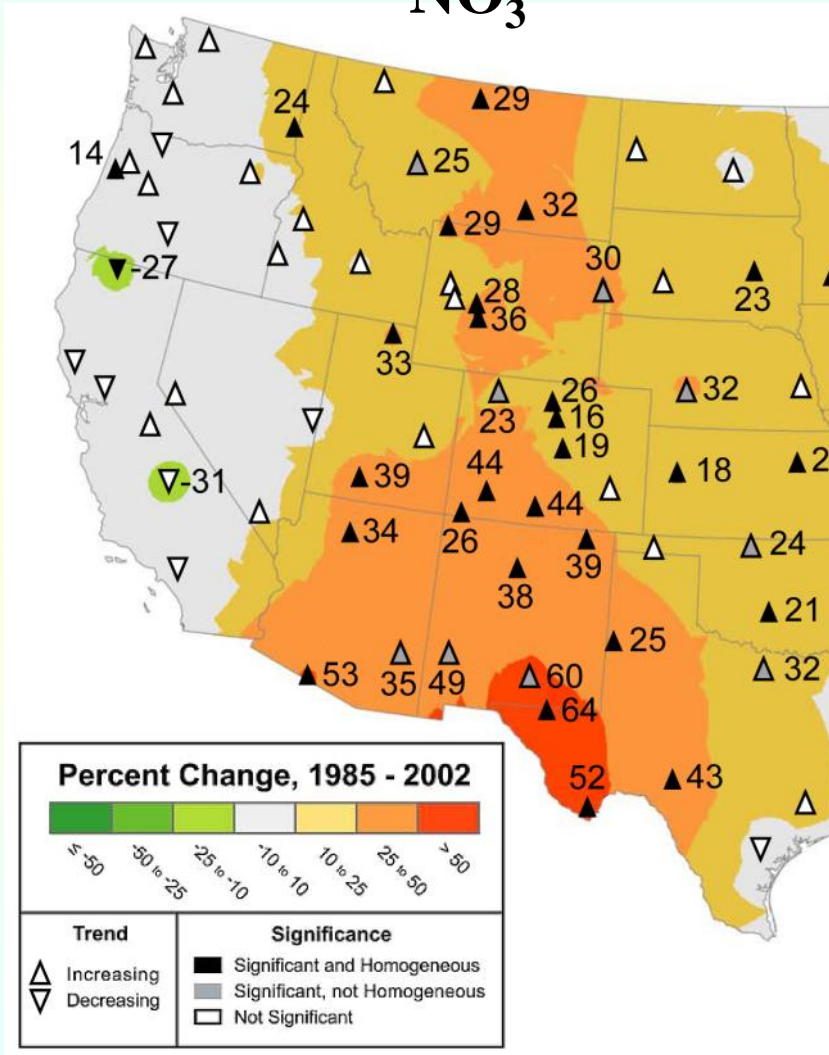 NO3
29
24
14
25
32
29
30
-27
28
36
23
33
26
32
23
16
19
-31
39
44
18
2
44
34
26
24
39
38
21
25
53
35
49
60
32
64
52
43
Percent Change, 1985 - 2002
≤ -50
-50 to -25
-25 to -10
-10 to 10
10 to 25
25 to 50
> 50
Trend
Increasing
Decreasing
Significance
Significant and Homogeneous
Significant, not Homogeneous
Not Significant